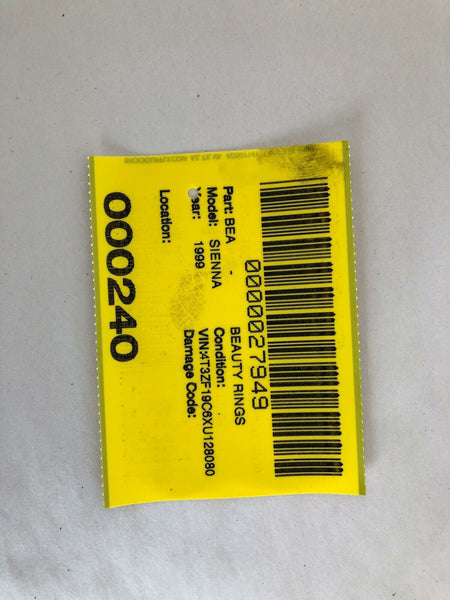 0000027949
Part: BEA - BEAUTY RINGS
Model: SIENNA Condition:
Year: 1999 VIN:4T3ZF19C6XU128080
Damage Code:
Location:
000240